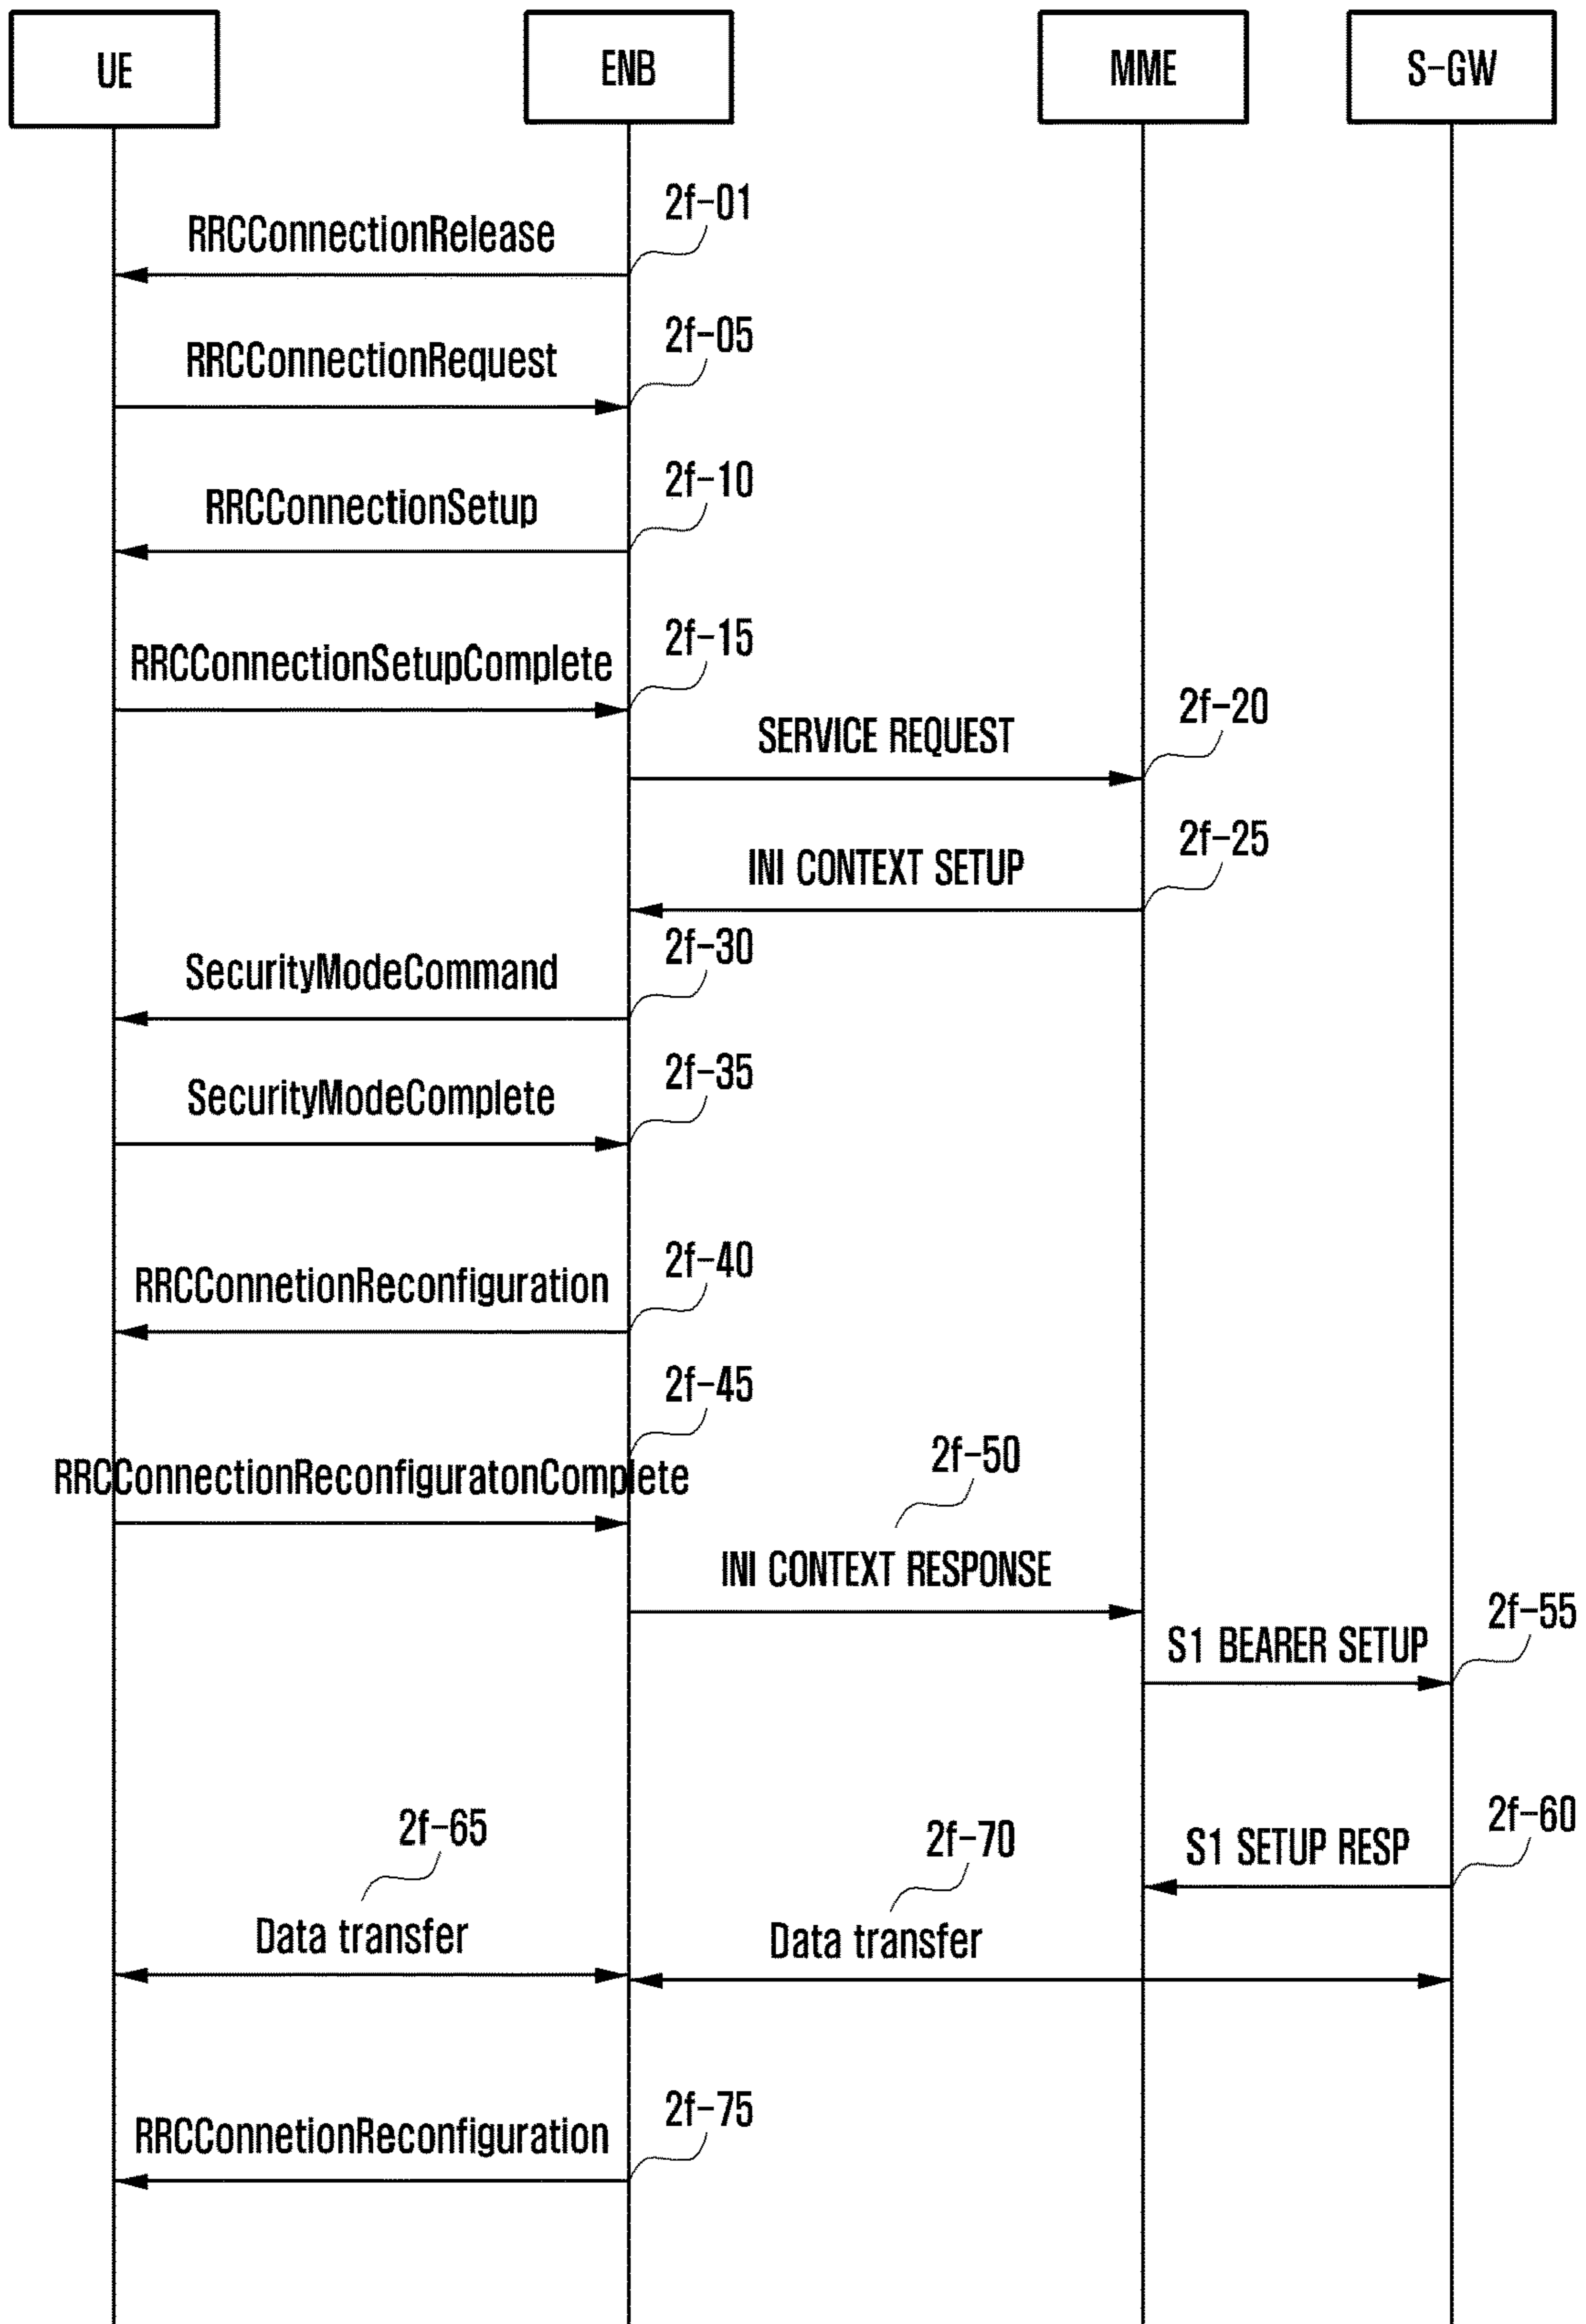 UE
ENB
MME
S-GW
2f-01
RRCConnectionRelease
2f-05
RRCConnectionRequest
2f-10
RRCConnectionSetup
2f-15
RRCConnectionSetupComplete
2f-20
SERVICE REQUEST
2f-25
INI CONTEXT SETUP
2f-30
SecurityModeCommand
2f-35
SecurityModeComplete
2f-40
RRCConnetionReconfiguration
2f-45
RRCConnectionReconfiguratonComplete
2f-50
INI CONTEXT RESPONSE
2f-55
S1 BEARER SETUP
2f-60
S1 SETUP RESP
2f-65
Data transfer
2f-70
Data transfer
2f-75
RRCConnetionReconfiguration